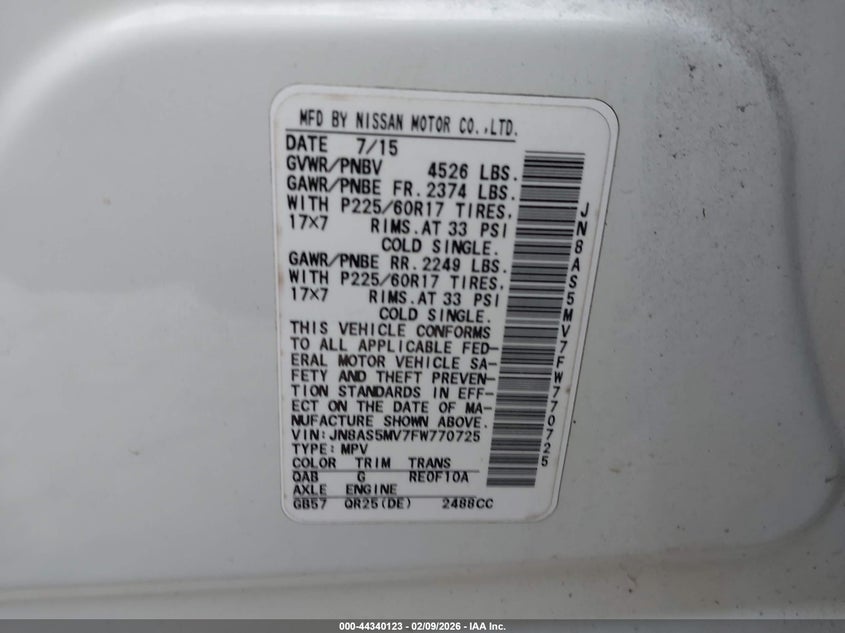 MFD BY NISSAN MOTOR CO.,LTD.
DATE 7/15
GVWR/PNBV 4526 LBS.
GAWR/PNBE FR. 2374 LBS.
WITH P225/60R17 TIRES,
17X7 RIMS.AT 33 PSI
COLD SINGLE.
GAWR/PNBE RR. 2249 LBS.
WITH P225/60R17 TIRES,
17X7 RIMS.AT 33 PSI
COLD SINGLE.
THIS VEHICLE CONFORMS
TO ALL APPLICABLE FED-
ERAL MOTOR VEHICLE SA-
FETY AND THEFT PREVEN-
TION STANDARDS IN EFF-
ECT ON THE DATE OF MA-
NUFACTURE SHOWN ABOVE.
VIN:JN8AS5MV7FW770725
TYPE:MPV
COLOR TRIM TRANS
QAB G RE0F10A
AXLE ENGINE
GB57 QR25(DE) 2488CC
JN8AS5MV7FW770725
000-44340123 - 02/09/2026 - IAA Inc.